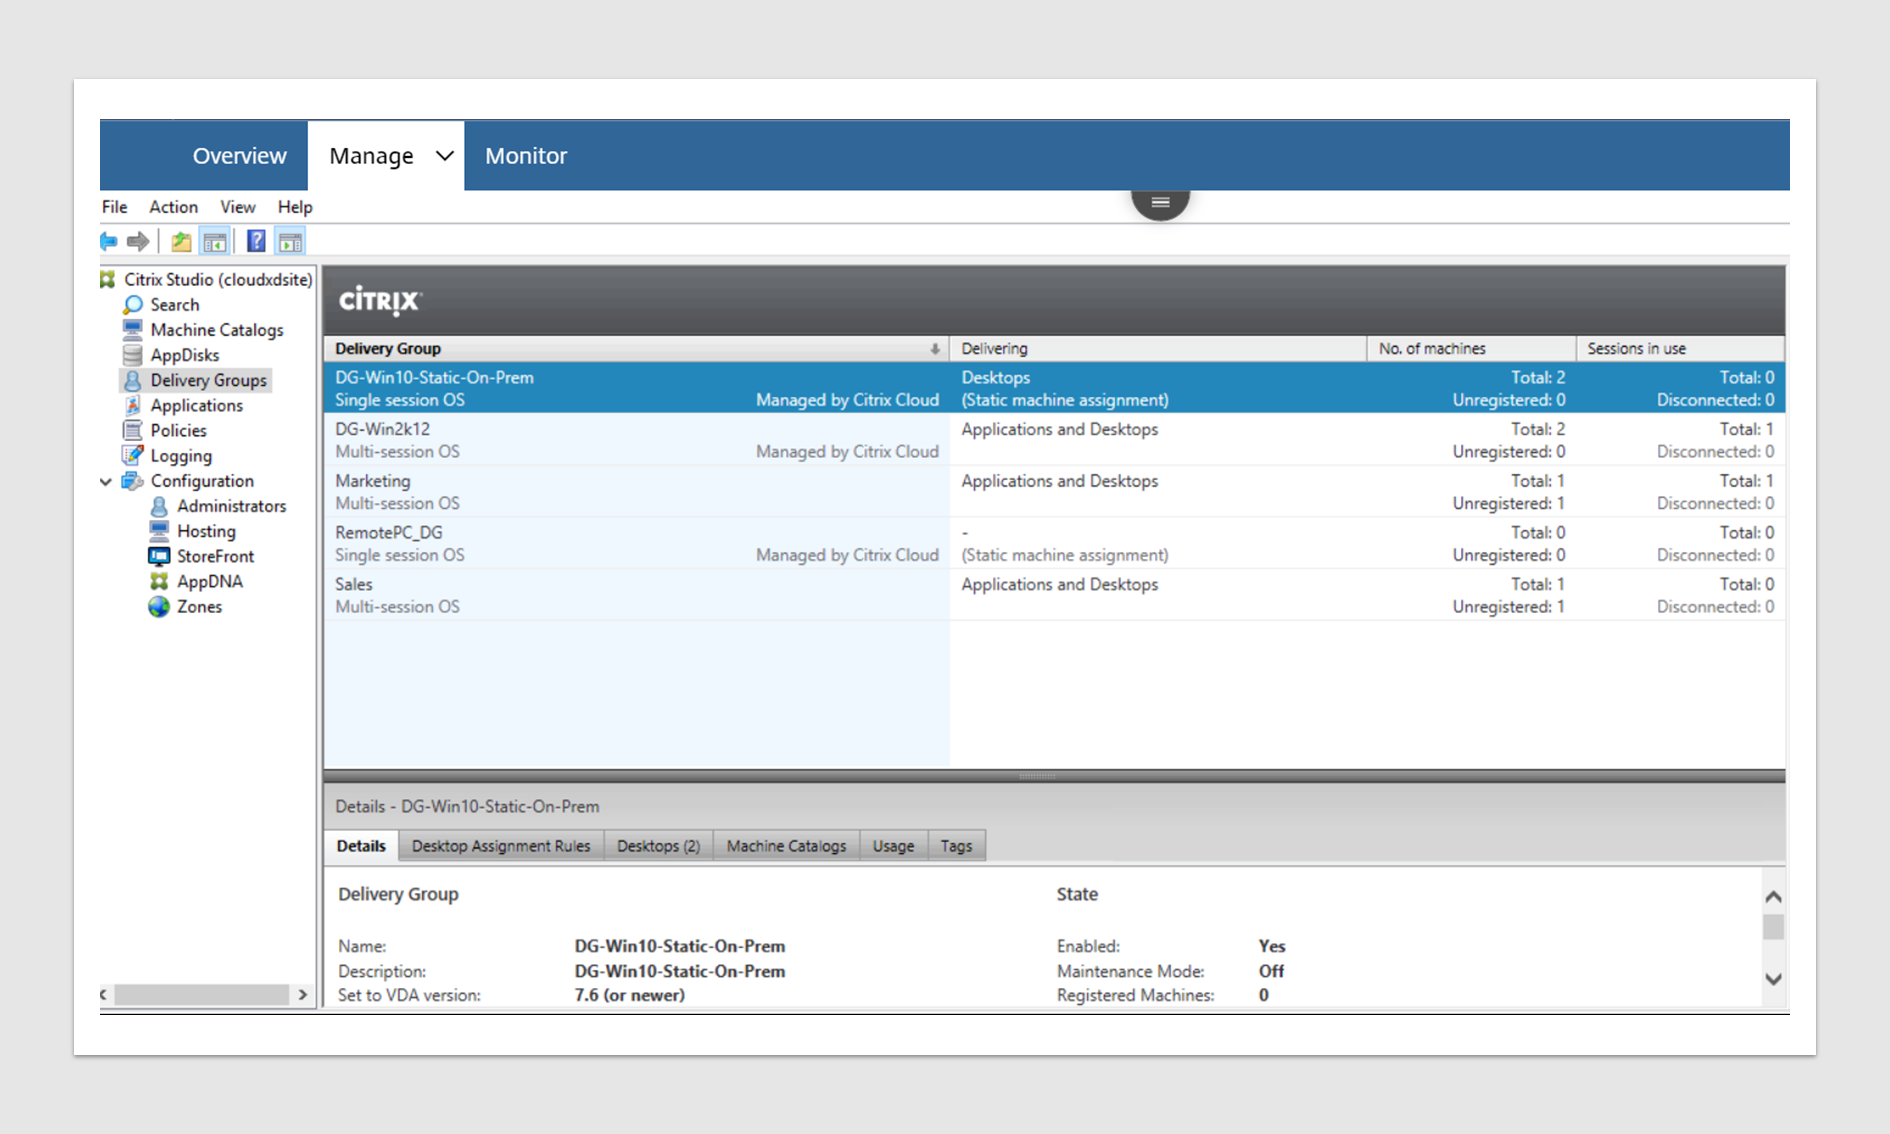 Overview Manage Monitor
File Action View Help
Citrix Studio (cloudxdsite)
Search
Machine Catalogs
AppDisks
Delivery Groups
Applications
Policies
Logging
Configuration
Administrators
Hosting
StoreFront
AppDNA
Zones
CITRIX
Delivery Group Delivering No. of machines Sessions in use
DG-Win10-Static-On-Prem Desktops Total: 2 Total: 0
Single session OS Managed by Citrix Cloud (Static machine assignment) Unregistered: 0 Disconnected: 0
DG-Win2k12 Applications and Desktops Total: 2 Total: 1
Multi-session OS Managed by Citrix Cloud Unregistered: 0 Disconnected: 0
Marketing Applications and Desktops Total: 1 Total: 1
Multi-session OS Unregistered: 1 Disconnected: 0
RemotePC_DG - Total: 0 Total: 0
Single session OS Managed by Citrix Cloud (Static machine assignment) Unregistered: 0 Disconnected: 0
Sales Applications and Desktops Total: 1 Total: 0
Multi-session OS Unregistered: 1 Disconnected: 0
Details - DG-Win10-Static-On-Prem
Details Desktop Assignment Rules Desktops (2) Machine Catalogs Usage Tags
Delivery Group State
Name: DG-Win10-Static-On-Prem Enabled: Yes
Description: DG-Win10-Static-On-Prem Maintenance Mode: Off
Set to VDA version: 7.6 (or newer) Registered Machines: 0